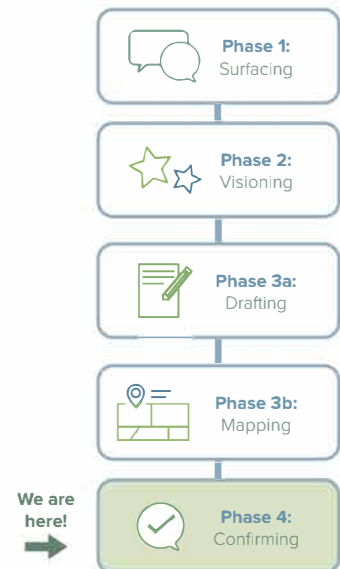 Phase 1:
Surfacing
Phase 2:
Visioning
Phase 3a:
Drafting
Phase 3b:
Mapping
We are
here!
Phase 4:
Confirming